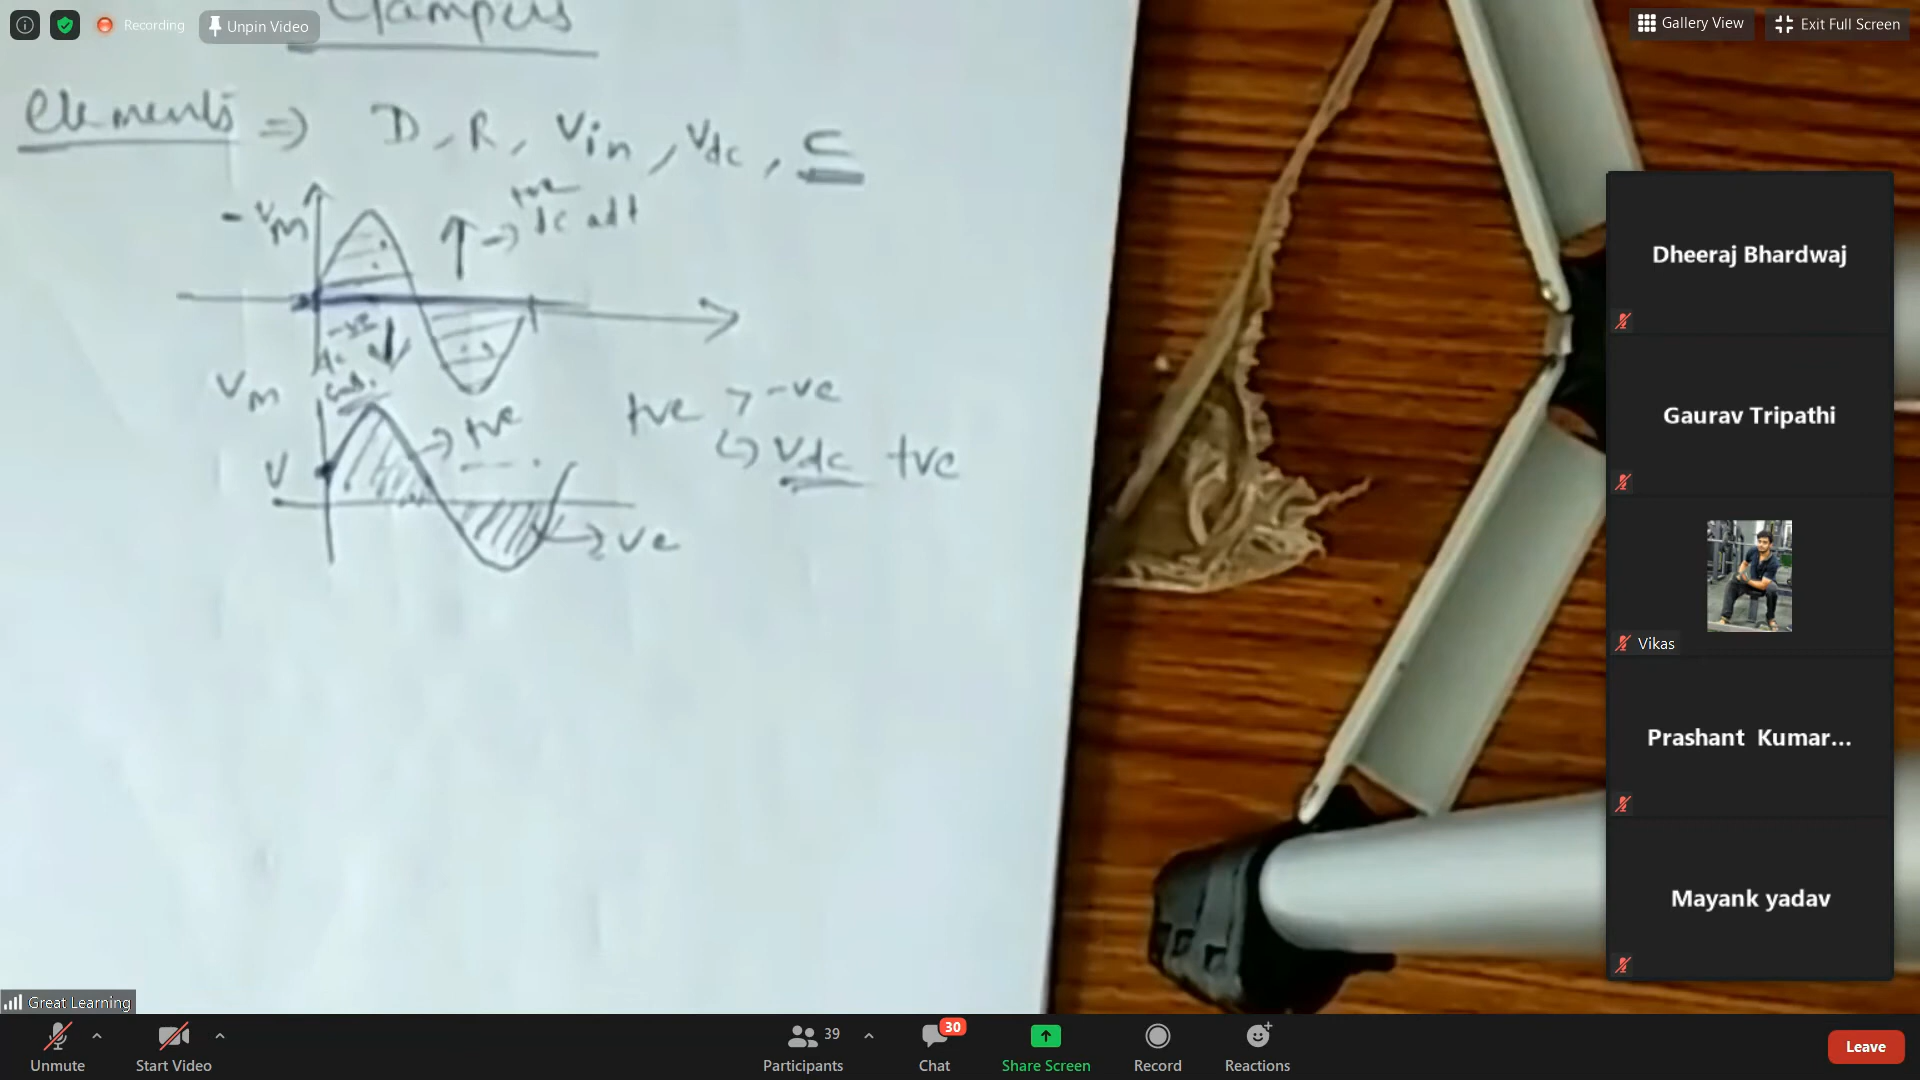 Recording
Unpin Video
Gallery View
Exit Full Screen
Clampers
Elements => D, R, Vin, Vdc, C
-Vm
+ve
dc add
-ve
Vm
V
+ve
+ve > -ve
↳ Vdc +ve
-ve
Dheeraj Bhardwaj
Gaurav Tripathi
Vikas
Prashant Kumar...
Mayank yadav
Great Learning
Unmute
Start Video
Participants 39
Chat 30
Share Screen
Record
Reactions
Leave